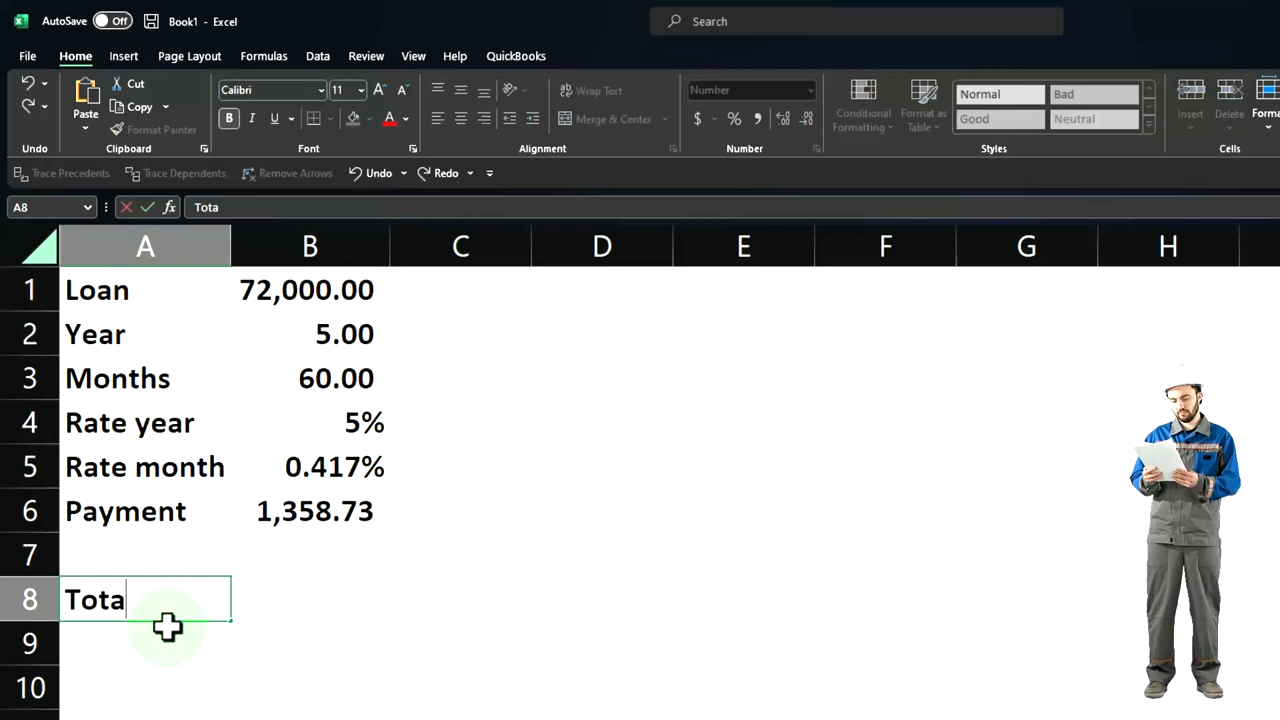 AutoSave Off Book1 - Excel Search
File Home Insert Page Layout Formulas Data Review View Help QuickBooks
Paste Cut Copy Format Painter
Calibri 11 B I U A
Wrap Text
Merge & Center
Number
$ % ,
Conditional Formatting Format as Table
Normal Bad
Good Neutral
Insert Delete Forma
Undo Clipboard Font Alignment Number Styles Cells
Trace Precedents Trace Dependents Remove Arrows Undo Redo
A8 fx Tota
A B C D E F G H
1 Loan 72,000.00
2 Year 5.00
3 Months 60.00
4 Rate year 5%
5 Rate month 0.417%
6 Payment 1,358.73
7
8 Tota
9
10